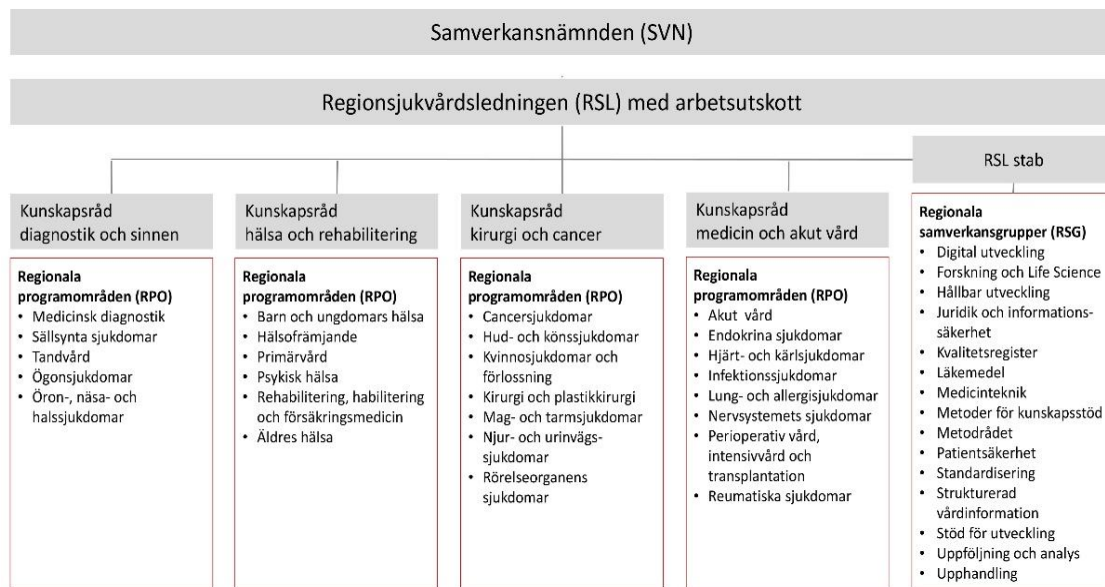 Samverkansnämnden (SVN)
Regionsjukvårdsledningen (RSL) med arbetsutskott
RSL stab
Kunskapsråd
diagnostik och sinnen
Regionala
programområden (RPO)
• Medicinsk diagnostik
• Sällsynta sjukdomar
• Tandvård
• Ögonsjukdomar
• Öron-, näsa- och
halssjukdomar
Kunskapsråd
hälsa och rehabilitering
Regionala
programområden (RPO)
• Barn och ungdomars hälsa
• Hälsofrämjande
• Primärvård
• Psykisk hälsa
• Rehabilitering, habilitering
och försäkringsmedicin
• Äldres hälsa
Kunskapsråd
kirurgi och cancer
Regionala
programområden (RPO)
• Cancersjukdomar
• Hud- och könssjukdomar
• Kvinnosjukdomar och
förlossning
• Kirurgi och plastikkirurgi
• Mag- och tarmsjukdomar
• Njur- och urinvägs-
sjukdomar
• Rörelseorganens
sjukdomar
Kunskapsråd
medicin och akut vård
Regionala
programområden (RPO)
• Akut vård
• Endokrina sjukdomar
• Hjärt- och kärlsjukdomar
• Infektionssjukdomar
• Lung- och allergisjukdomar
• Nervsystemets sjukdomar
• Perioperativ vård,
intensivvård och
transplantation
• Reumatiska sjukdomar
Regionala
samverkansgrupper (RSG)
• Digital utveckling
• Forskning och Life Science
• Hållbar utveckling
• Juridik och informations-
säkerhet
• Kvalitetsregister
• Läkemedel
• Medicinteknik
• Metoder för kunskapsstöd
• Metodrådet
• Patientsäkerhet
• Standardisering
• Strukturerad
vårdinformation
• Stöd för utveckling
• Uppföljning och analys
• Upphandling